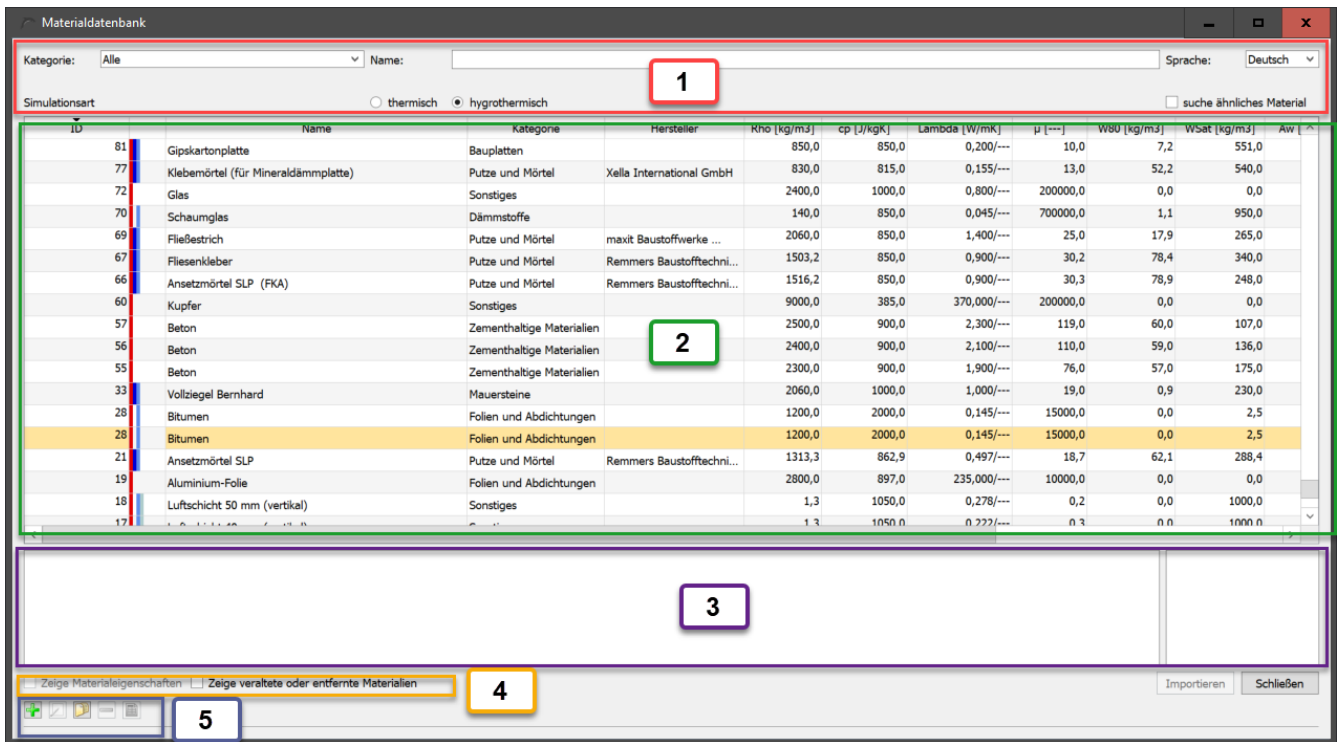 Materialdatenbank
Kategorie: Alle Name: Sprache: Deutsch
1
Simulationsart thermisch hygrothermisch suche ähnliches Material
ID Name Kategorie Hersteller Rho [kg/m3] cp [J/kgK] Lambda [W/mK] µ [---] W80 [kg/m3] WSat [kg/m3] Aw [
81 Gipskartonplatte Bauplatten 850,0 850,0 0,200/--- 10,0 7,2 551,0
77 Klebemörtel (für Mineraldämmplatte) Putze und Mörtel Xella International GmbH 830,0 815,0 0,155/--- 13,0 52,2 540,0
72 Glas Sonstiges 2400,0 1000,0 0,800/--- 200000,0 0,0 0,0
70 Schaumglas Dämmstoffe 140,0 850,0 0,045/--- 700000,0 1,1 950,0
69 Fließestrich Putze und Mörtel maxit Baustoffwerke ... 2060,0 850,0 1,400/--- 25,0 17,9 265,0
67 Fliesenkleber Putze und Mörtel Remmers Baustofftechni... 1503,2 850,0 0,900/--- 30,2 78,4 340,0
66 Ansetzmörtel SLP (FKA) Putze und Mörtel Remmers Baustofftechni... 1516,2 850,0 0,900/--- 30,3 78,9 248,0
60 Kupfer Sonstiges 9000,0 385,0 370,000/--- 200000,0 0,0 0,0
57 Beton Zementhaltige Materialien 2500,0 900,0 2,300/--- 119,0 60,0 107,0
2
56 Beton Zementhaltige Materialien 2400,0 900,0 2,100/--- 110,0 59,0 136,0
55 Beton Zementhaltige Materialien 2300,0 900,0 1,900/--- 76,0 57,0 175,0
33 Vollziegel Bernhard Mauersteine 2060,0 1000,0 1,000/--- 19,0 0,9 230,0
28 Bitumen Folien und Abdichtungen 1200,0 2000,0 0,145/--- 15000,0 0,0 2,5
28 Bitumen Folien und Abdichtungen 1200,0 2000,0 0,145/--- 15000,0 0,0 2,5
21 Ansetzmörtel SLP Putze und Mörtel Remmers Baustofftechni... 1313,3 862,9 0,497/--- 18,7 62,1 288,4
19 Aluminium-Folie Folien und Abdichtungen 2800,0 897,0 235,000/--- 10000,0 0,0 0,0
18 Luftschicht 50 mm (vertikal) Sonstiges 1,3 1050,0 0,278/--- 0,2 0,0 1000,0
17 1,3 1050,0 0,222/--- 0,3 0,0 1000,0
3
Zeige Materialeigenschaften Zeige veraltete oder entfernte Materialien Importieren Schließen
4
5